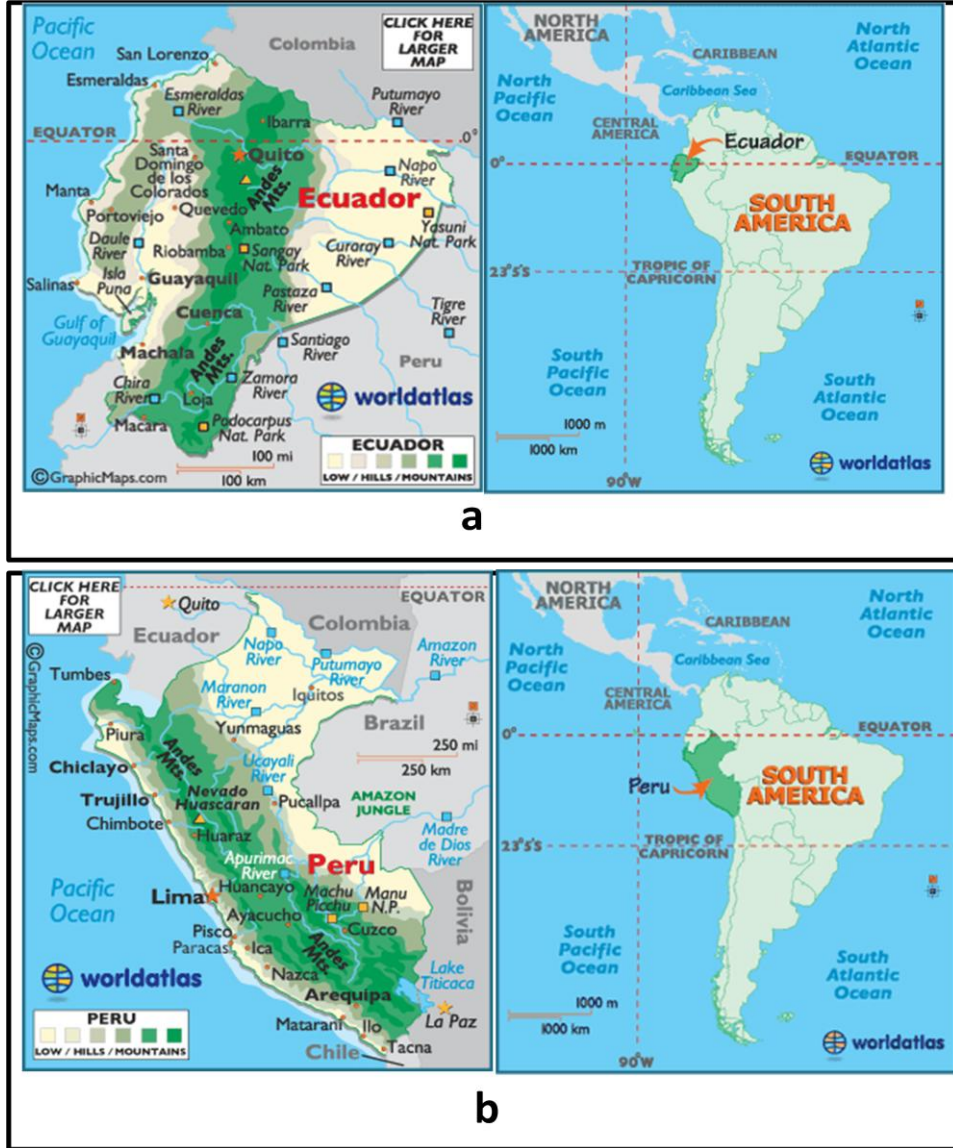 Pacific
Ocean
San Lorenzo
Colombia
CLICK HERE
FOR
LARGER
MAP
Esmeraldas
Esmeraldas
River
Putumayo
River
Ibarra
EQUATOR
0°
Santa
Domingo
de los
Colorados
Quito
Andes
Mts.
Napo
River
Ecuador
Manta
Portoviejo
Quevedo
Ambato
Yasuni
Nat. Park
Daule
River
Riobamba
Sangay
Nat. Park
Curaray
River
Isla
Puna
Guayaquil
Salinas
Pastaza
River
Tigre
River
Gulf of
Guayaquil
Cuenca
Santiago
River
Machala
Andes
Mts.
Peru
Chira
River
Loja
Zamora
River
worldatlas
Macara
Podocarpus
Nat. Park
ECUADOR
LOW / HILLS / MOUNTAINS
100 mi
100 km
©GraphicMaps.com
NORTH
AMERICA
North
Atlantic
Ocean
CARIBBEAN
North
Pacific
Ocean
Caribbean Sea
CENTRAL
AMERICA
Ecuador
0°
EQUATOR
SOUTH
AMERICA
23°5'S
TROPIC OF
CAPRICORN
South
Pacific
Ocean
South
Atlantic
Ocean
1000 m
1000 km
worldatlas
90°W
a
CLICK HERE
FOR
LARGER
MAP
Quito
EQUATOR
Ecuador
Colombia
©GraphicMaps.com
Napo
River
Putumayo
River
Amazon
River
Tumbes
Maranon
River
Iquitos
Piura
Yunmaguas
Brazil
Andes
Mts.
250 mi
250 km
Chiclayo
Ucayali
River
Nevado
Huascaran
Trujillo
Pucallpa
AMAZON
JUNGLE
Chimbote
Huaraz
Madre
de Dios
River
Apurimac
River
Peru
Pacific
Ocean
Lima
Huancayo
Machu
Picchu
Manu
N.P.
Ayacucho
Bolivia
Pisco
Paracas
Ica
Cuzco
Andes
Mts.
Nazca
worldatlas
Lake
Titicaca
Arequipa
PERU
LOW / HILLS / MOUNTAINS
Matarani
Ilo
La Paz
Chile
Tacna
NORTH
AMERICA
North
Atlantic
Ocean
CARIBBEAN
North
Pacific
Ocean
Caribbean Sea
CENTRAL
AMERICA
0°
EQUATOR
Peru
SOUTH
AMERICA
23°5'S
TROPIC OF
CAPRICORN
South
Pacific
Ocean
South
Atlantic
Ocean
1000 m
1000 km
worldatlas
90°W
b